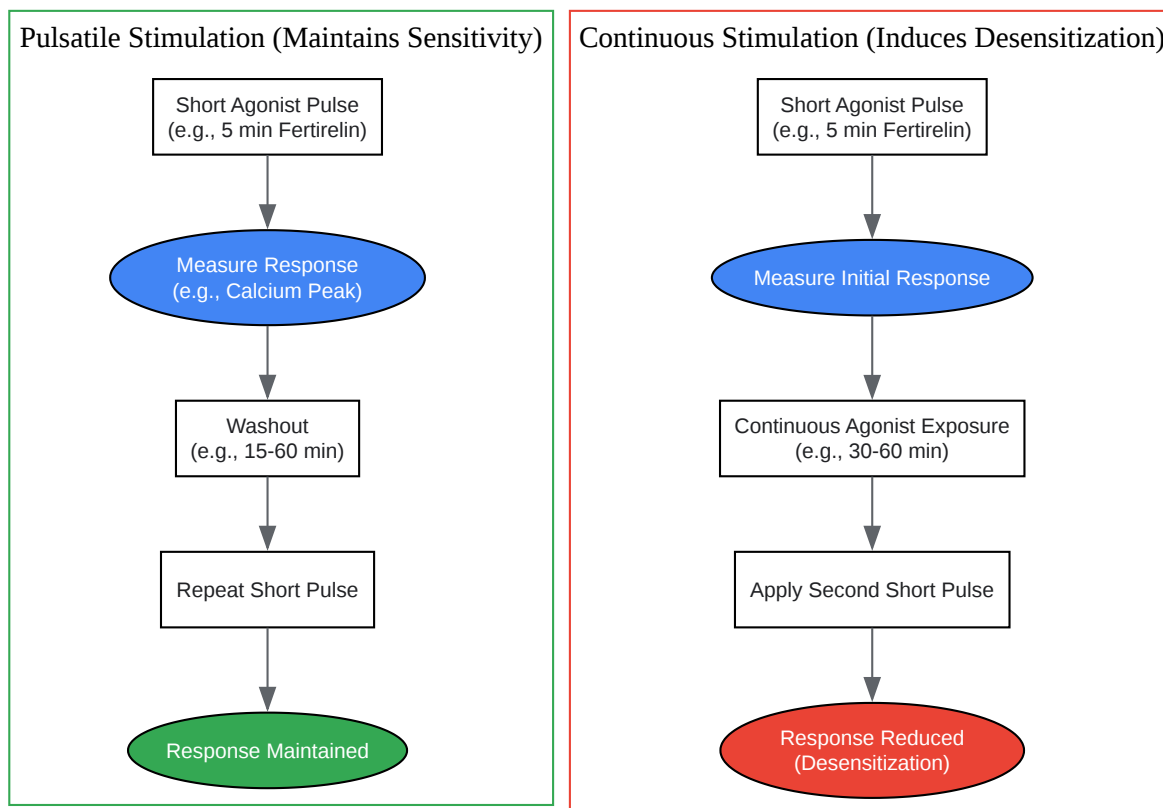 Pulsatile Stimulation (Maintains Sensitivity)
Short Agonist Pulse
(e.g., 5 min Fertirelin)
Measure Response
(e.g., Calcium Peak)
Washout
(e.g., 15-60 min)
Repeat Short Pulse
Response Maintained
Continuous Stimulation (Induces Desensitization)
Short Agonist Pulse
(e.g., 5 min Fertirelin)
Measure Initial Response
Continuous Agonist Exposure
(e.g., 30-60 min)
Apply Second Short Pulse
Response Reduced
(Desensitization)